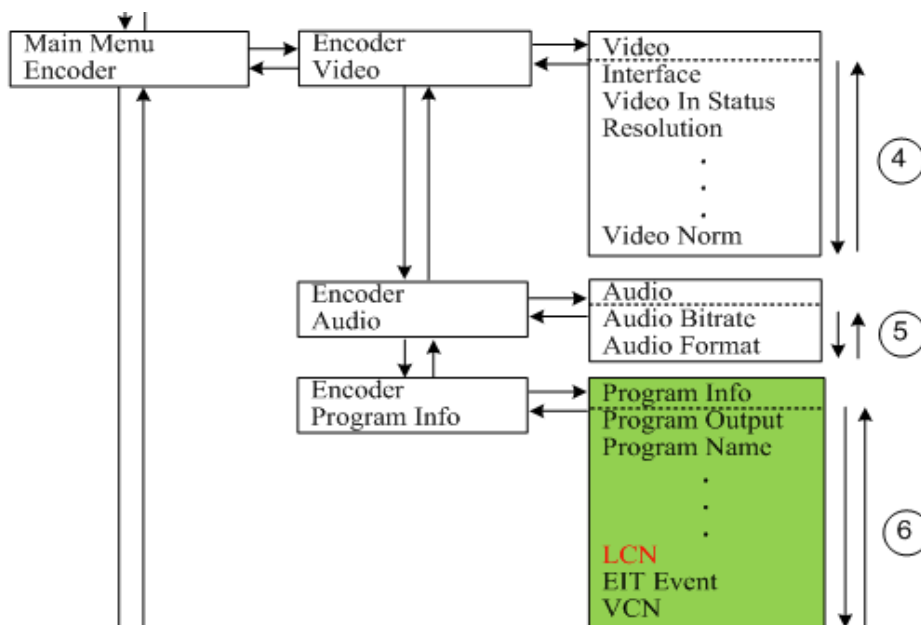 Main Menu
Encoder
Encoder
Video
Video
Interface
Video In Status
Resolution
.
.
.
Video Norm
4
Encoder
Audio
Audio
Audio Bitrate
Audio Format
5
Encoder
Program Info
Program Info
Program Output
Program Name
.
.
.
LCN
EIT Event
VCN
6